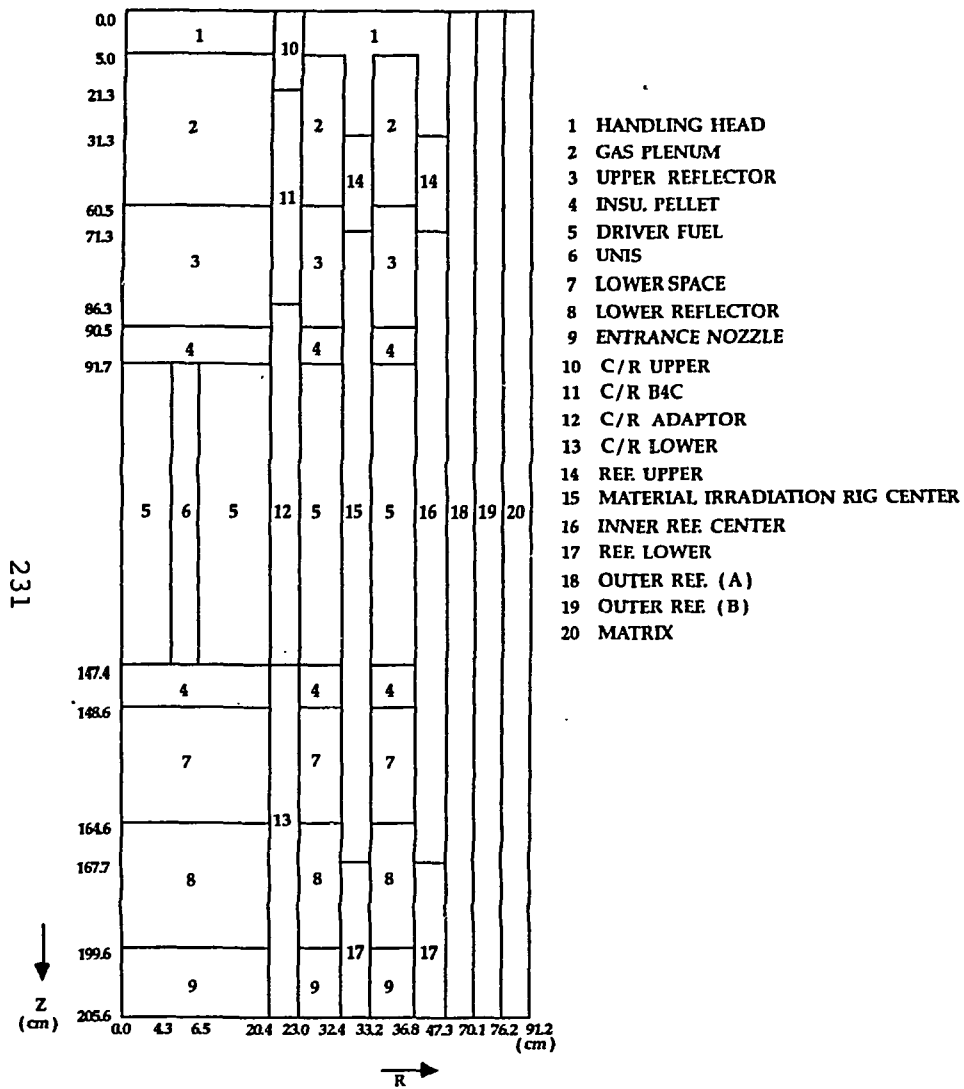 0.0
1
10
1
5.0
21.3
2
2
2
31.3
11
14
14
60.5
71.3
3
3
3
86.3
90.5
4
4
4
91.7
5
6
5
12
5
15
5
16
18
19
20
147.4
4
4
4
148.6
7
7
7
164.6
13
167.7
8
8
8
17
17
199.6
9
9
9
205.6
0.0 4.3 6.5 20.4 23.0 32.4 33.2 36.8 47.3 70.1 76.2 91.2
(cm)
Z
(cm)
R
231
1 HANDLING HEAD
2 GAS PLENUM
3 UPPER REFLECTOR
4 INSU. PELLET
5 DRIVER FUEL
6 UNIS
7 LOWER SPACE
8 LOWER REFLECTOR
9 ENTRANCE NOZZLE
10 C/R UPPER
11 C/R B4C
12 C/R ADAPTOR
13 C/R LOWER
14 REF. UPPER
15 MATERIAL IRRADIATION RIG CENTER
16 INNER REF. CENTER
17 REF. LOWER
18 OUTER REF. (A)
19 OUTER REF. (B)
20 MATRIX